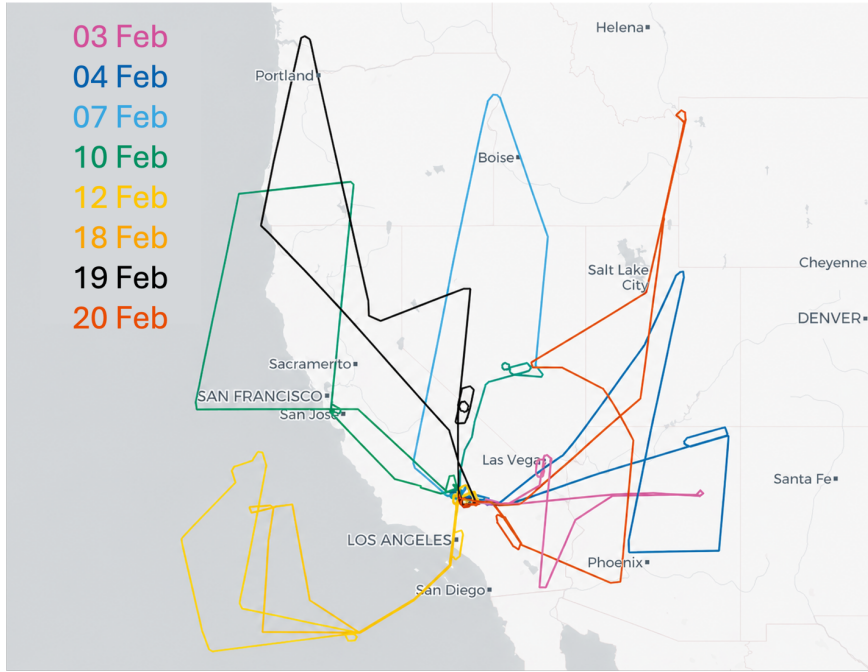 03 Feb
04 Feb
07 Feb
10 Feb
12 Feb
18 Feb
19 Feb
20 Feb
Helena
Portland
Boise
Salt Lake
City
Cheyenne
DENVER
Sacramento
SAN FRANCISCO
San Jose
Las Vegas
Santa Fe
LOS ANGELES
Phoenix
San Diego